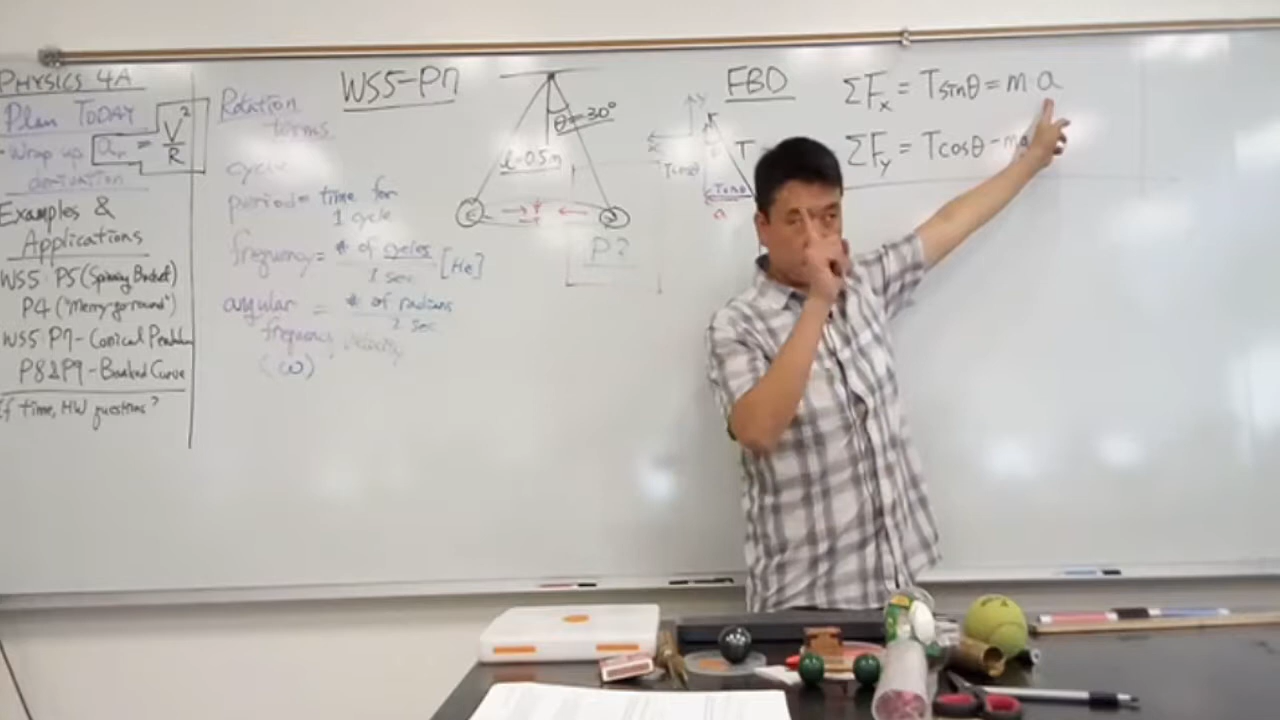 PHYSICS 4A
Plan TODAY
- Wrap up
derivation
= V²
R
Examples &
Applications
WS5 P5 (Spinning Bucket)
P4 ("Merry-go-round")
WS5 P7 - Conical Pendulum
P8&P9 - Banked Curve
If time, HW questions?
Rotation
terms
cycle
period = time for
1 cycle
frequency = # of cycles
1 sec
angular = # of radians
sec
frequency velocity
(ω)
WS5-P7
θ=30°
l=0.5m
P?
FBD
Y
T
a
ΣFx = Tsinθ = m a
ΣFy = Tcosθ - m